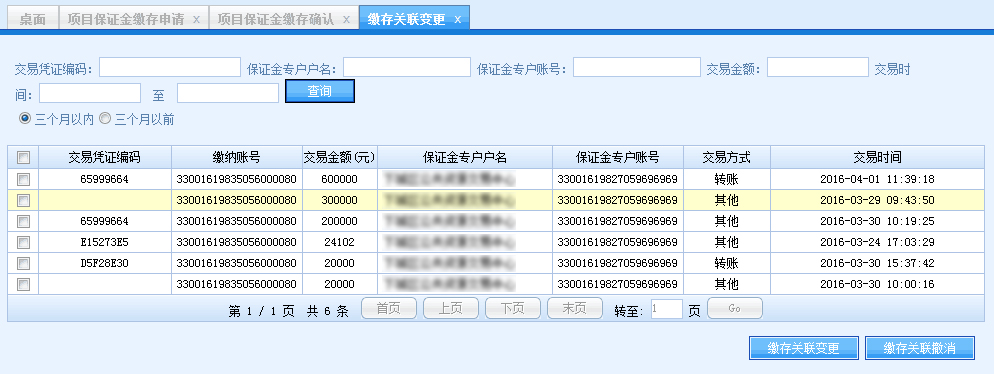 桌面 项目保证金缴存申请 x 项目保证金缴存确认 x 缴存关联变更 x
交易凭证编码: 保证金专户户名: 保证金专户账号: 交易金额: 交易时
间: 至 查询
三个月以内 三个月以前
交易凭证编码 缴纳账号 交易金额(元) 保证金专户户名 保证金专户账号 交易方式 交易时间
65999664 33001619835056000080 600000 33001619827059696969 转账 2016-04-01 11:39:18
33001619835056000080 300000 33001619827059696969 其他 2016-03-29 09:43:50
65999664 33001619835056000080 200000 33001619827059696969 其他 2016-03-30 10:19:25
E15273E5 33001619835056000080 24102 33001619827059696969 其他 2016-03-24 17:03:29
D5F28E30 33001619835056000080 20000 33001619827059696969 转账 2016-03-30 15:37:42
33001619835056000080 20000 33001619827059696969 其他 2016-03-30 10:00:16
第 1 / 1 页 共 6 条 首页 上页 下页 末页 转至: 1 页 Go
缴存关联变更 缴存关联撤消